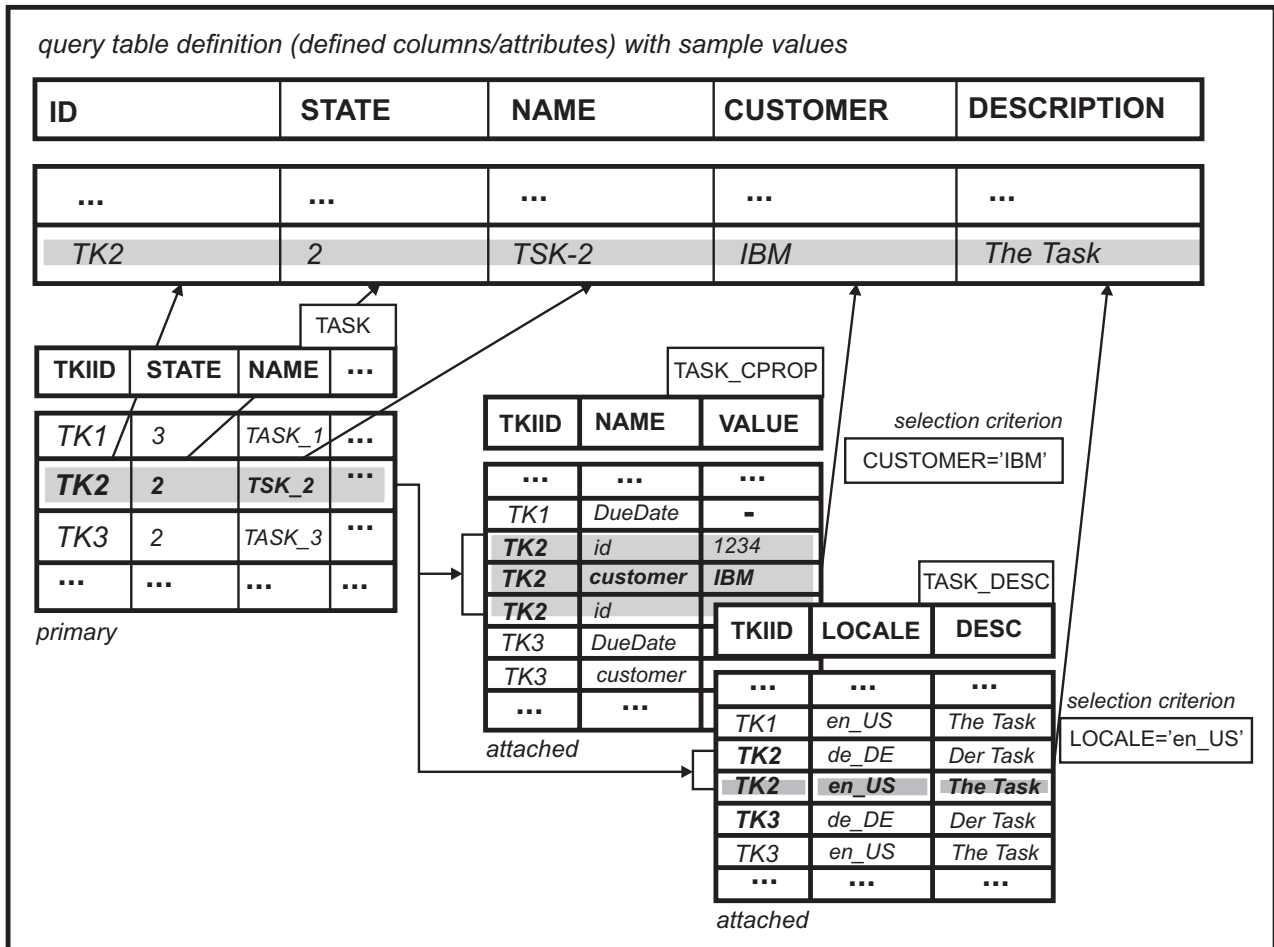 query table definition (defined columns/attributes) with sample values
ID STATE NAME CUSTOMER DESCRIPTION
... ... ... ... ...
TK2 2 TSK-2 IBM The Task
TASK
TKIID STATE NAME ...
TK1 3 TASK_1 ...
TK2 2 TSK_2 ...
TK3 2 TASK_3 ...
... ... ... ...
primary
TASK_CPROP
TKIID NAME VALUE
... ... ...
TK1 DueDate -
TK2 id 1234
TK2 customer IBM
TK2 id
TK3 DueDate
TK3 customer
... ...
attached
selection criterion
CUSTOMER='IBM'
TASK_DESC
TKIID LOCALE DESC
... ... ...
TK1 en_US The Task
TK2 de_DE Der Task
TK2 en_US The Task
TK3 de_DE Der Task
TK3 en_US The Task
... ... ...
attached
selection criterion
LOCALE='en_US'